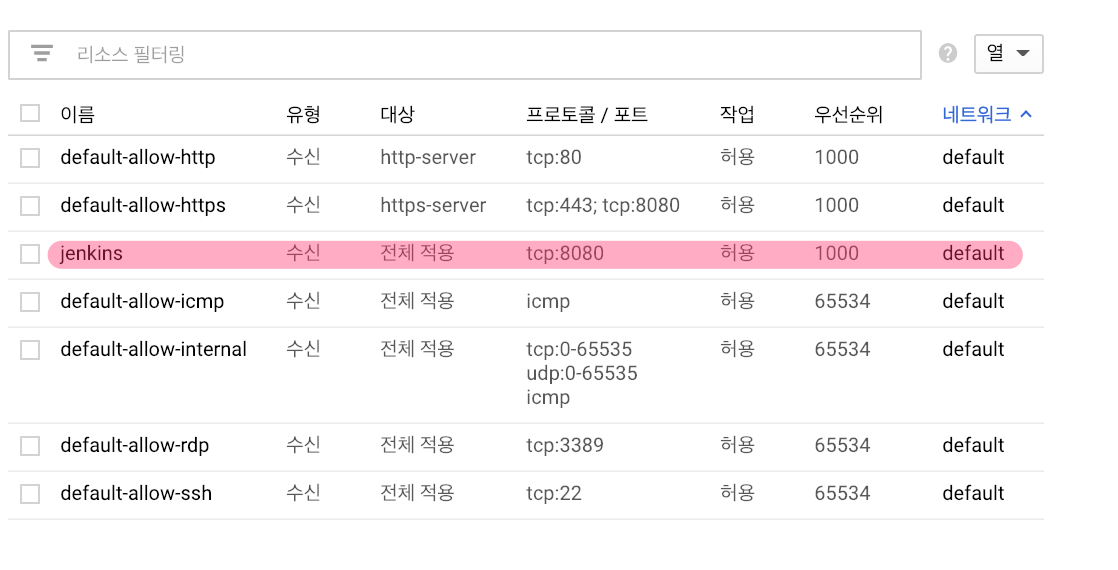 리소스 필터링 ? 열
이름 유형 대상 프로토콜 / 포트 작업 우선순위 네트워크
default-allow-http 수신 http-server tcp:80 허용 1000 default
default-allow-https 수신 https-server tcp:443; tcp:8080 허용 1000 default
jenkins 수신 전체 적용 tcp:8080 허용 1000 default
default-allow-icmp 수신 전체 적용 icmp 허용 65534 default
default-allow-internal 수신 전체 적용 tcp:0-65535 허용 65534 default
udp:0-65535
icmp
default-allow-rdp 수신 전체 적용 tcp:3389 허용 65534 default
default-allow-ssh 수신 전체 적용 tcp:22 허용 65534 default